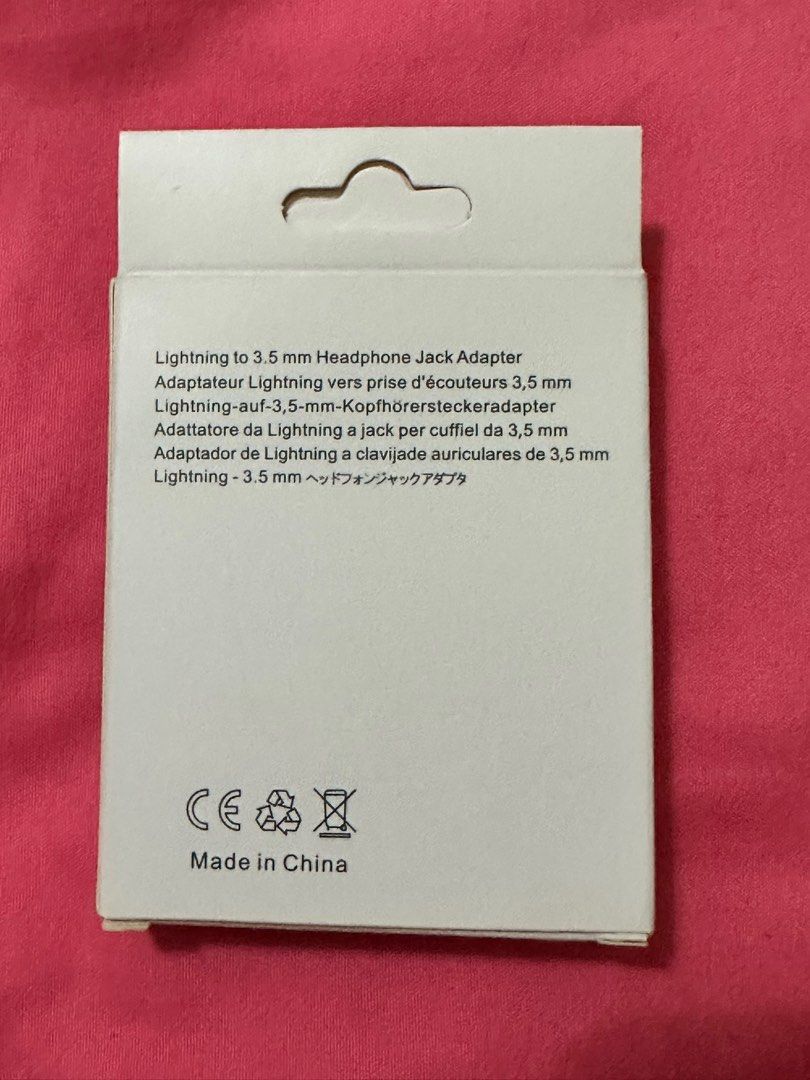 Lightning to 3.5 mm Headphone Jack Adapter
Adaptateur Lightning vers prise d'écouteurs 3,5 mm
Lightning-auf-3,5-mm-Kopfhörersteckeradapter
Adattatore da Lightning a jack per cuffiel da 3,5 mm
Adaptador de Lightning a clavijade auriculares de 3,5 mm
Lightning - 3.5 mm ヘッドフォンジャックアダプタ
CE
Made in China